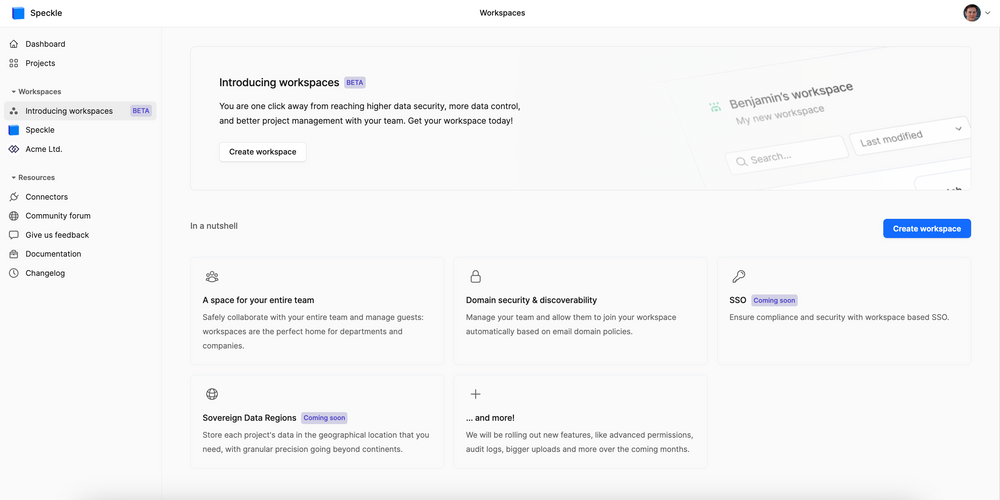 Speckle
Workspaces
Dashboard
Projects
Workspaces
Introducing workspaces BETA
Speckle
Acme Ltd.
Resources
Connectors
Community forum
Give us feedback
Documentation
Changelog
Introducing workspaces BETA
You are one click away from reaching higher data security, more data control,
and better project management with your team. Get your workspace today!
Create workspace
Benjamin's workspace
My new workspace
Search...
Last modified
In a nutshell
Create workspace
A space for your entire team
Safely collaborate with your entire team and manage guests:
workspaces are the perfect home for departments and
companies.
Domain security & discoverability
Manage your team and allow them to join your workspace
automatically based on email domain policies.
SSO Coming soon
Ensure compliance and security with workspace based SSO.
Sovereign Data Regions Coming soon
Store each project's data in the geographical location that you
need, with granular precision going beyond continents.
... and more!
We will be rolling out new features, like advanced permissions,
audit logs, bigger uploads and more over the coming months.